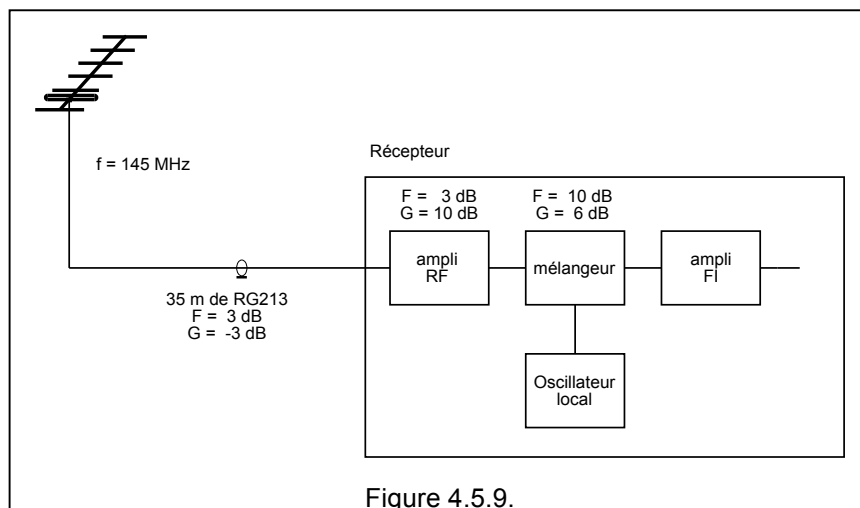 f = 145 MHz
Récepteur
F = 3 dB
G = 10 dB
F = 10 dB
G = 6 dB
ampli
RF
mélangeur
ampli
FI
35 m de RG213
F = 3 dB
G = -3 dB
Oscillateur
local
Figure 4.5.9.